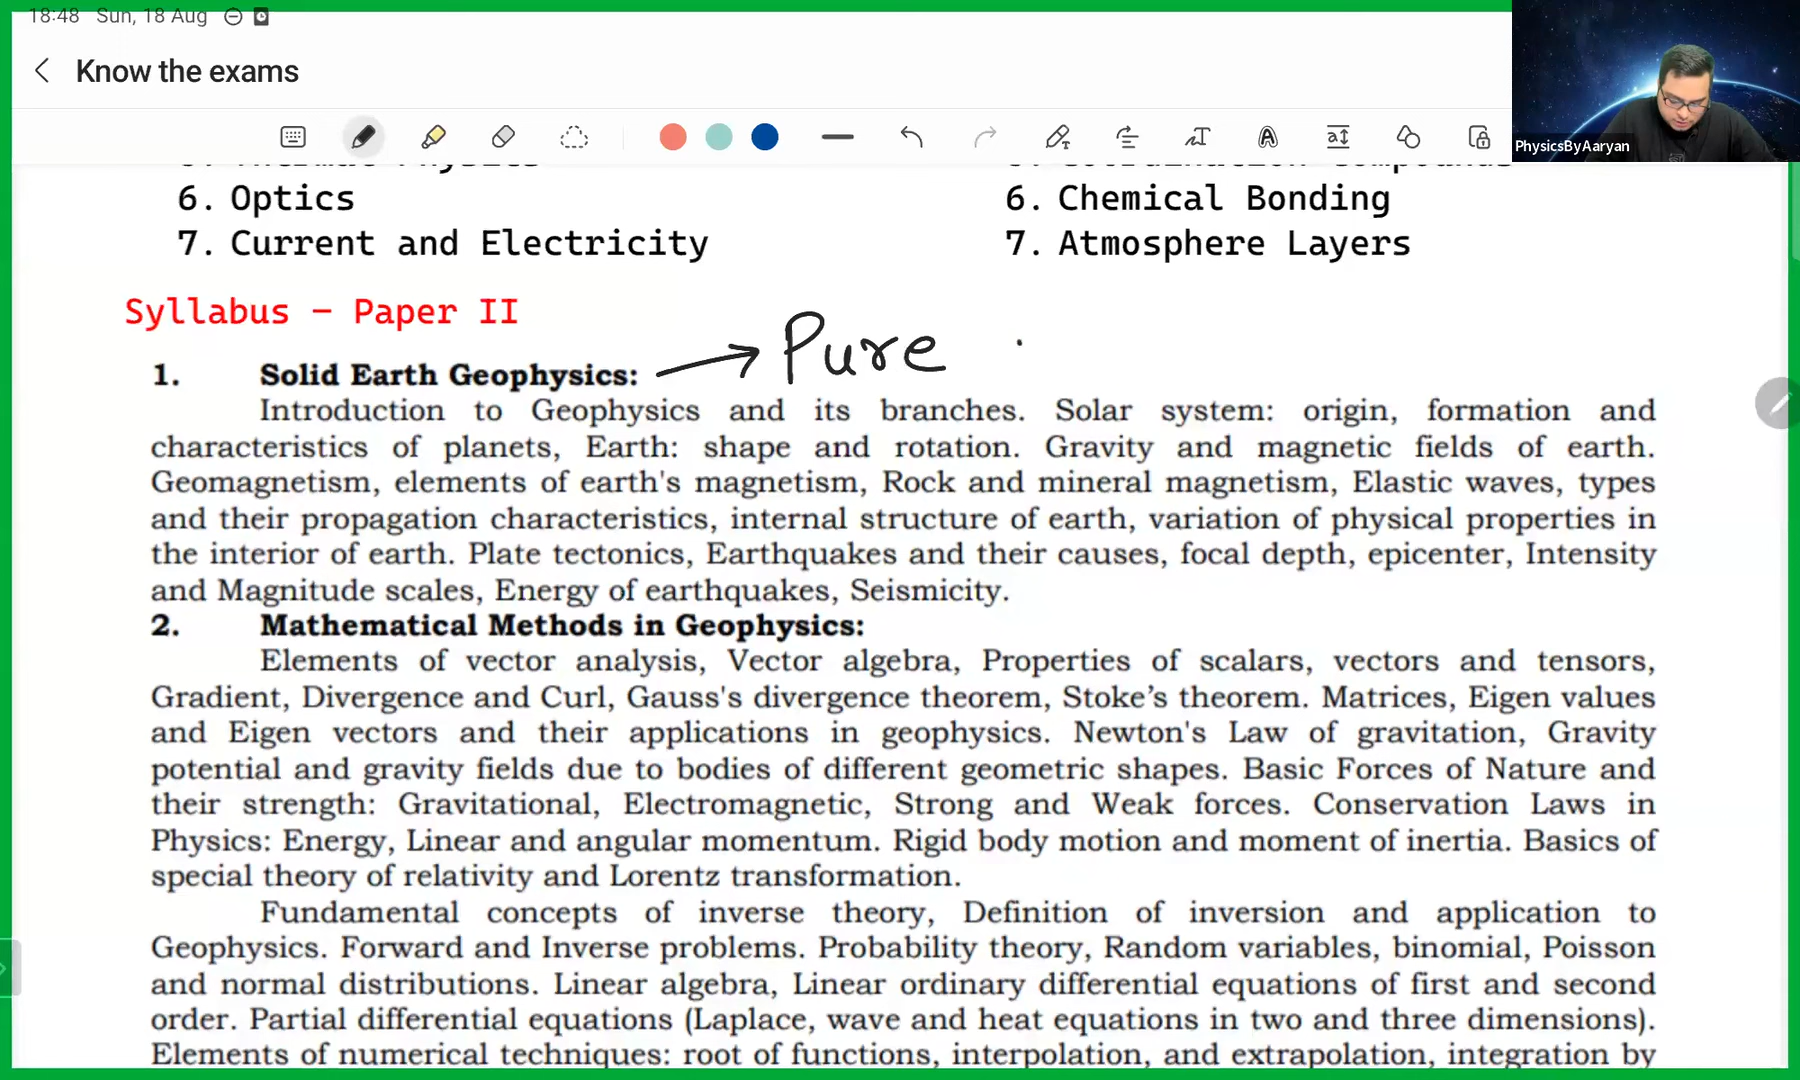 18:48 Sun, 18 Aug
Know the exams
PhysicsByAaryan
6. Optics
7. Current and Electricity
6. Chemical Bonding
7. Atmosphere Layers
Syllabus – Paper II
Pure
1. Solid Earth Geophysics:
Introduction to Geophysics and its branches. Solar system: origin, formation and
characteristics of planets, Earth: shape and rotation. Gravity and magnetic fields of earth.
Geomagnetism, elements of earth's magnetism, Rock and mineral magnetism, Elastic waves, types
and their propagation characteristics, internal structure of earth, variation of physical properties in
the interior of earth. Plate tectonics, Earthquakes and their causes, focal depth, epicenter, Intensity
and Magnitude scales, Energy of earthquakes, Seismicity.
2. Mathematical Methods in Geophysics:
Elements of vector analysis, Vector algebra, Properties of scalars, vectors and tensors,
Gradient, Divergence and Curl, Gauss's divergence theorem, Stoke’s theorem. Matrices, Eigen values
and Eigen vectors and their applications in geophysics. Newton's Law of gravitation, Gravity
potential and gravity fields due to bodies of different geometric shapes. Basic Forces of Nature and
their strength: Gravitational, Electromagnetic, Strong and Weak forces. Conservation Laws in
Physics: Energy, Linear and angular momentum. Rigid body motion and moment of inertia. Basics of
special theory of relativity and Lorentz transformation.
Fundamental concepts of inverse theory, Definition of inversion and application to
Geophysics. Forward and Inverse problems. Probability theory, Random variables, binomial, Poisson
and normal distributions. Linear algebra, Linear ordinary differential equations of first and second
order. Partial differential equations (Laplace, wave and heat equations in two and three dimensions).
Elements of numerical techniques: root of functions, interpolation, and extrapolation, integration by